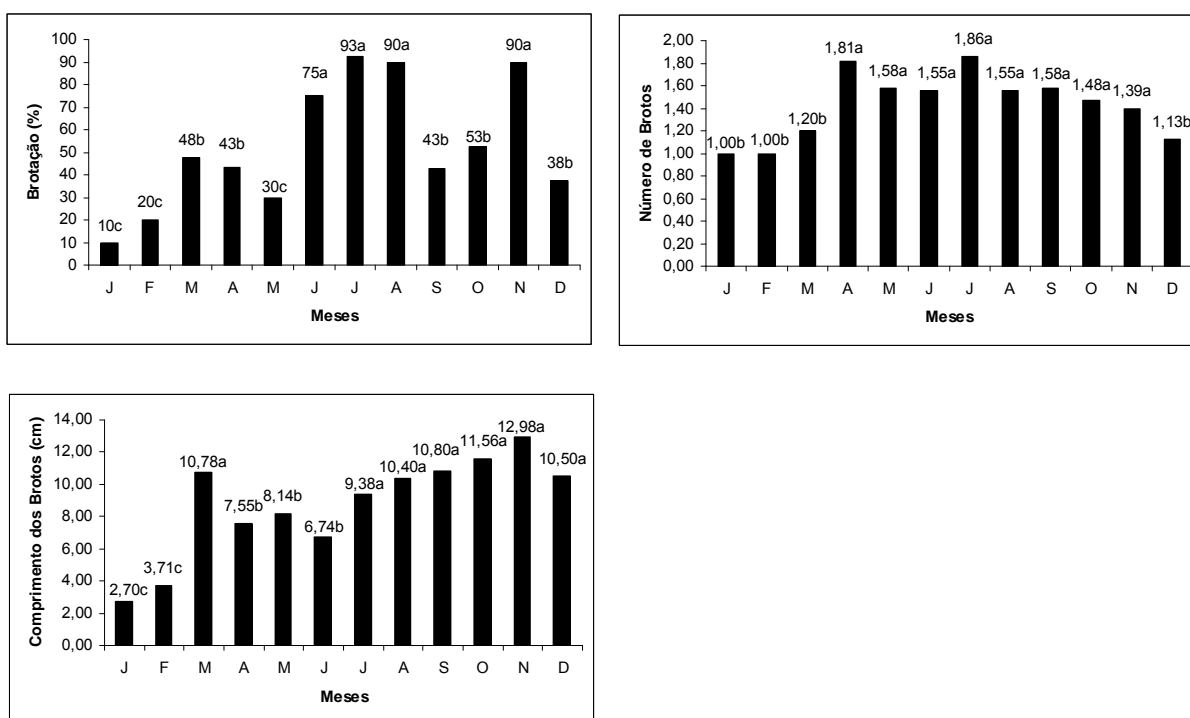 Brotação (%)
100
90
80
70
60
50
40
30
20
10
0
10c
20c
48b
43b
30c
75a
93a
90a
43b
53b
90a
38b
J F M A M J J A S O N D
Meses
Número de Brotos
2,00
1,80
1,60
1,40
1,20
1,00
0,80
0,60
0,40
0,20
0,00
1,00b
1,00b
1,20b
1,81a
1,58a
1,55a
1,86a
1,55a
1,58a
1,48a
1,39a
1,13b
J F M A M J J A S O N D
Meses
Comprimento dos Brotos (cm)
14,00
12,00
10,00
8,00
6,00
4,00
2,00
0,00
2,70c
3,71c
10,78a
7,55b
8,14b
6,74b
9,38a
10,40a
10,80a
11,56a
12,98a
10,50a
J F M A M J J A S O N D
Meses